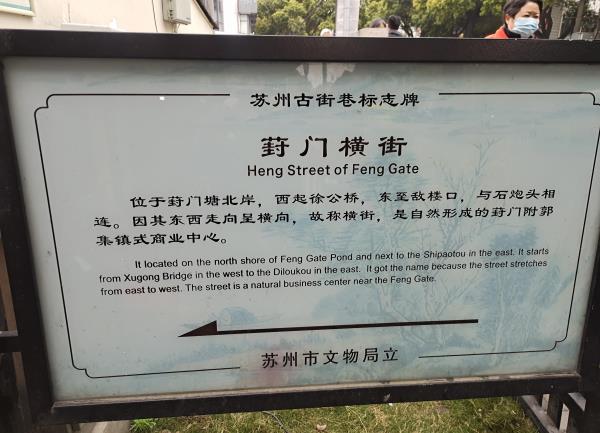 苏州古街巷标志牌
葑门横街
Heng Street of Feng Gate
位于葑门塘北岸，西起徐公桥，东至敌楼口，与石炮头相
连。因其东西走向呈横向，故称横街，是自然形成的葑门附郭
集镇式商业中心。
It located on the north shore of Feng Gate Pond and next to the Shipaotou in the east. It starts
from Xugong Bridge in the west to the Diloukou in the east. It got the name because the street stretches
from east to west. The street is a natural business center near the Feng Gate.
苏州市文物局立